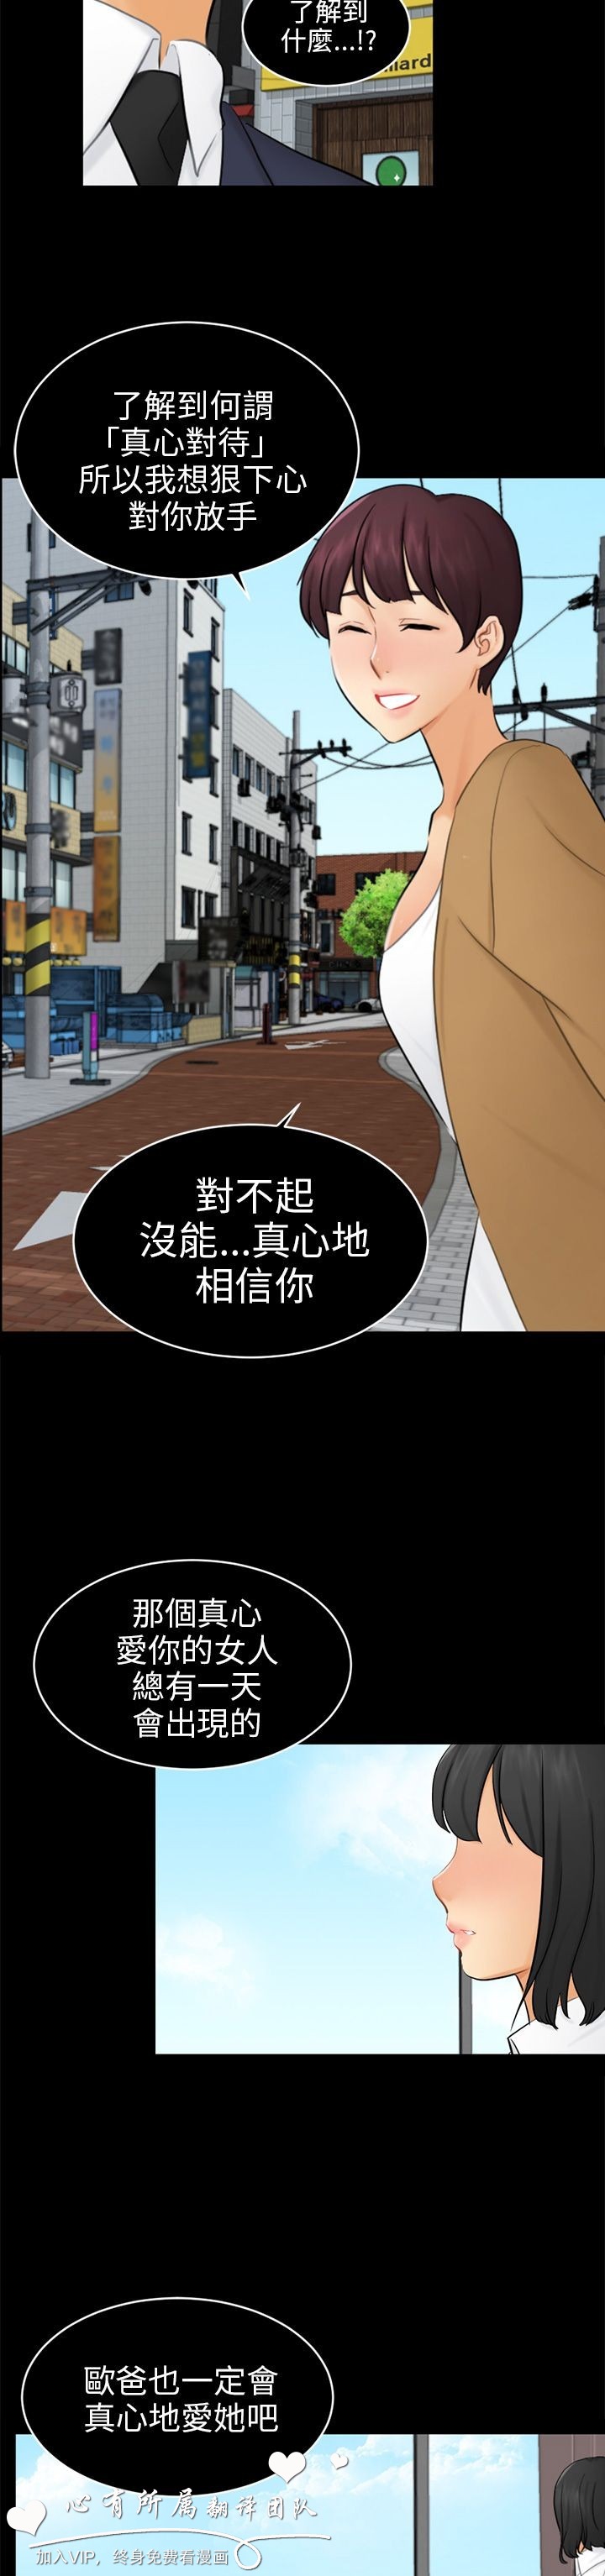 了解到
什麼...!?
illiard
了解到何謂
「真心對待」
所以我想狠下心
對你放手
對不起
沒能...真心地
相信你
那個真心
愛你的女人
總有一天
會出現的
歐爸也一定會
真心地愛她吧
心有所属翻译团队
加入VIP，终身免费看漫画